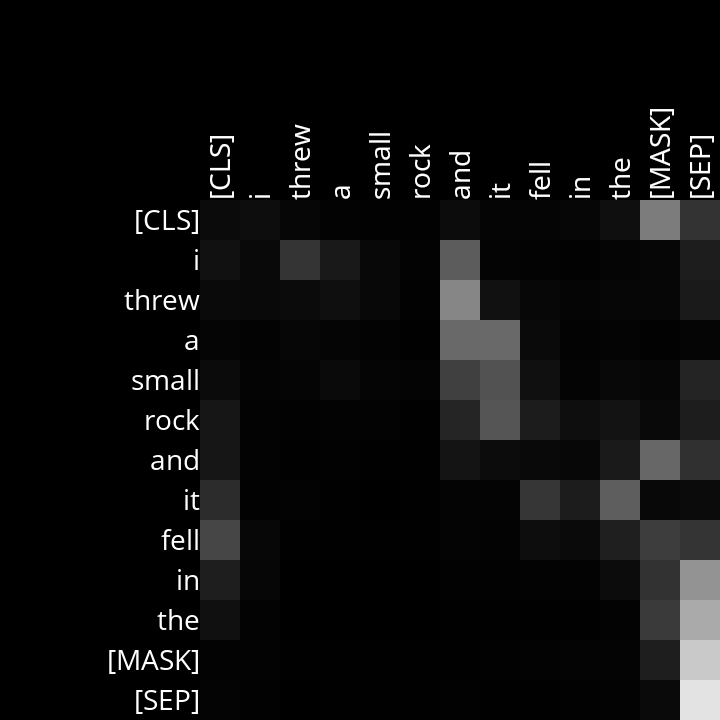 [CLS] i threw a small rock and it fell in the [MASK] [SEP]
[CLS]
i
threw
a
small
rock
and
it
fell
in
the
[MASK]
[SEP]